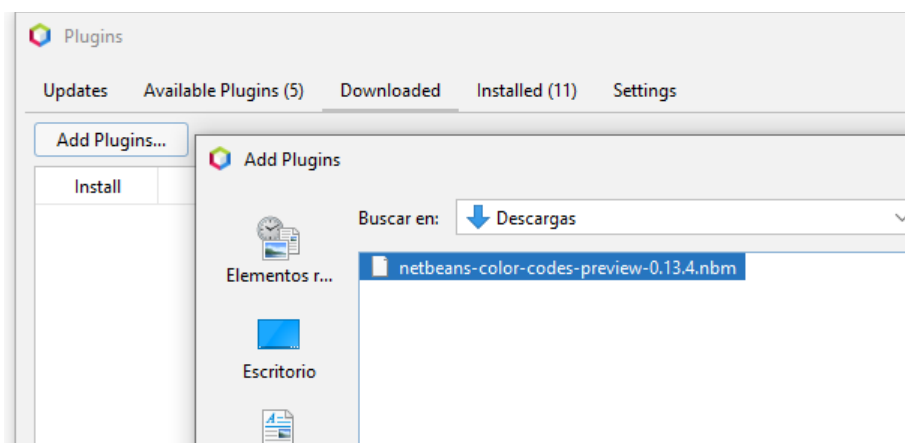 Plugins
Updates Available Plugins (5) Downloaded Installed (11) Settings
Add Plugins...
Add Plugins
Install
Buscar en: Descargas
netbeans-color-codes-preview-0.13.4.nbm
Elementos r...
Escritorio